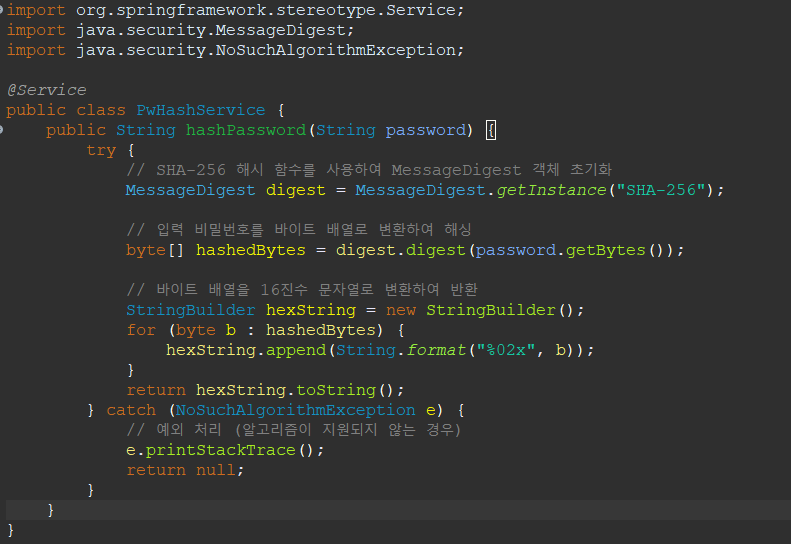 import org.springframework.stereotype.Service;
import java.security.MessageDigest;
import java.security.NoSuchAlgorithmException;

@Service
public class PwHashService {
    public String hashPassword(String password) {
        try {
            // SHA-256 해시 함수를 사용하여 MessageDigest 객체 초기화
            MessageDigest digest = MessageDigest.getInstance("SHA-256");

            // 입력 비밀번호를 바이트 배열로 변환하여 해싱
            byte[] hashedBytes = digest.digest(password.getBytes());

            // 바이트 배열을 16진수 문자열로 변환하여 반환
            StringBuilder hexString = new StringBuilder();
            for (byte b : hashedBytes) {
                hexString.append(String.format("%02x", b));
            }
            return hexString.toString();
        } catch (NoSuchAlgorithmException e) {
            // 예외 처리 (알고리즘이 지원되지 않는 경우)
            e.printStackTrace();
            return null;
        }
    }
}